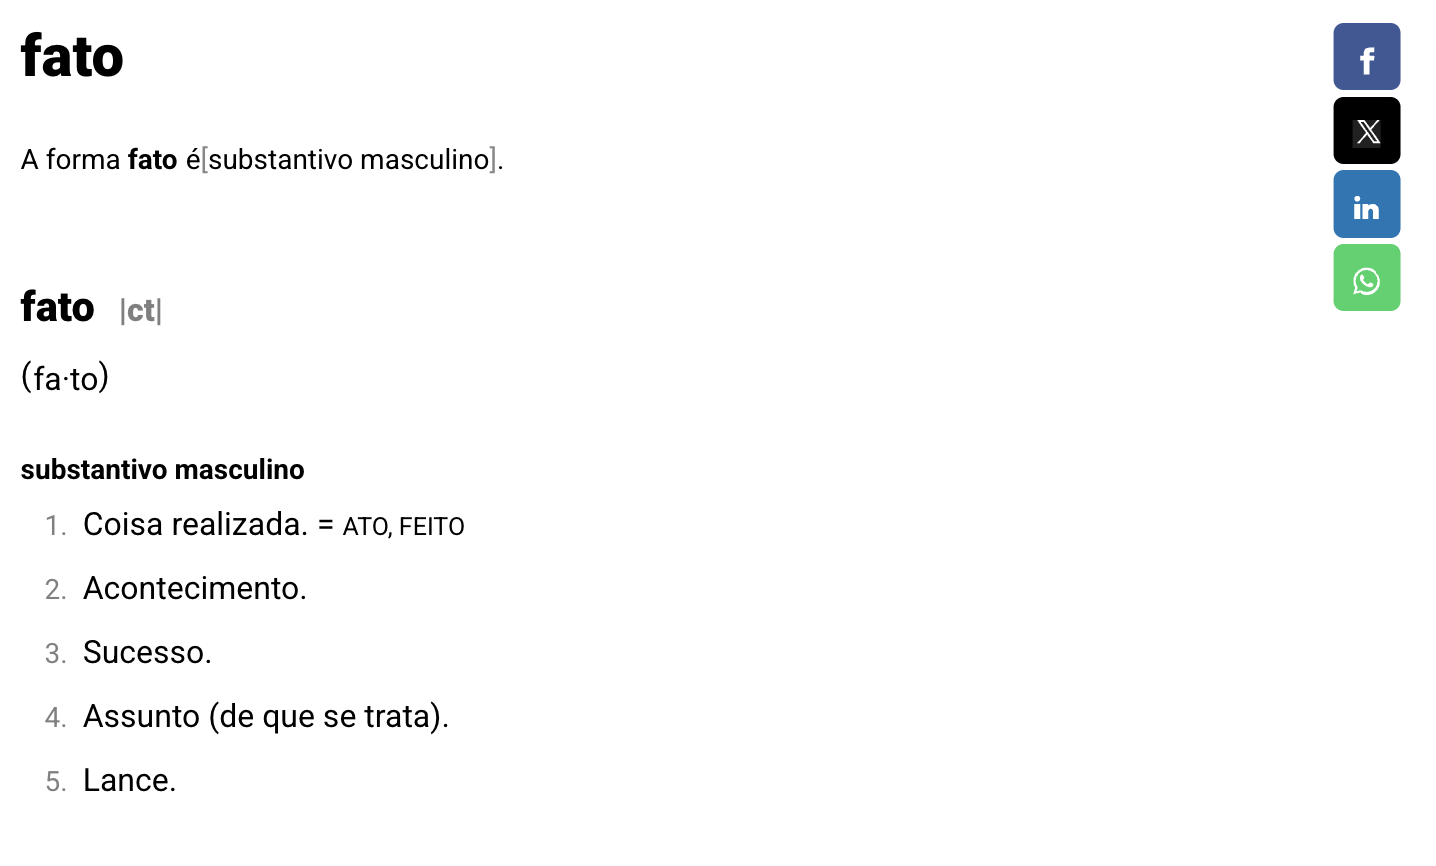 fato
A forma fato é[substantivo masculino].
fato |ct|
(fa·to)
substantivo masculino
1. Coisa realizada. = ATO, FEITO
2. Acontecimento.
3. Sucesso.
4. Assunto (de que se trata).
5. Lance.
f
X
in